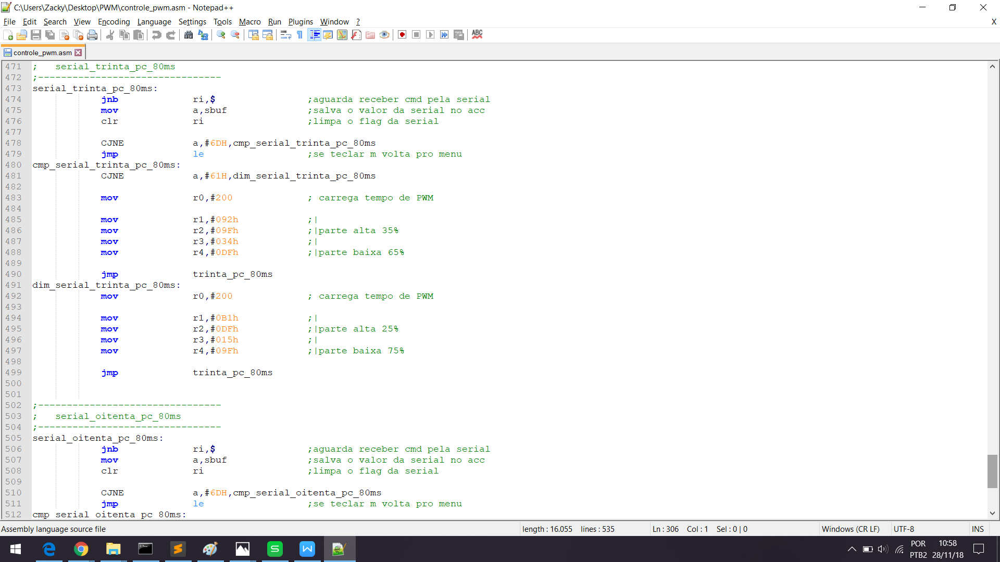 C:\Users\Zacky\Desktop\PWM\controle_pwm.asm - Notepad++
File Edit Search View Encoding Language Settings Tools Macro Run Plugins Window ? X
controle_pwm.asm
471 ; serial_trinta_pc_80ms
472 ;--------------------------------
473 serial_trinta_pc_80ms:
474 jnb ri,$ ;aguarda receber cmd pela serial
475 mov a,sbuf ;salva o valor da serial no acc
476 clr ri ;limpa o flag da serial
477
478 CJNE a,#6DH,cmp_serial_trinta_pc_80ms
479 jmp le ;se teclar m volta pro menu
480 cmp_serial_trinta_pc_80ms:
481 CJNE a,#61H,dim_serial_trinta_pc_80ms
482
483 mov r0,#200 ; carrega tempo de PWM
484
485 mov r1,#092h ;|
486 mov r2,#09Fh ;|parte alta 35%
487 mov r3,#034h ;|
488 mov r4,#0DFh ;|parte baixa 65%
489
490 jmp trinta_pc_80ms
491 dim_serial_trinta_pc_80ms:
492 mov r0,#200 ; carrega tempo de PWM
493
494 mov r1,#0B1h ;|
495 mov r2,#0DFh ;|parte alta 25%
496 mov r3,#015h ;|
497 mov r4,#09Fh ;|parte baixa 75%
498
499 jmp trinta_pc_80ms
500
501
502 ;--------------------------------
503 ; serial_oitenta_pc_80ms
504 ;--------------------------------
505 serial_oitenta_pc_80ms:
506 jnb ri,$ ;aguarda receber cmd pela serial
507 mov a,sbuf ;salva o valor da serial no acc
508 clr ri ;limpa o flag da serial
509
510 CJNE a,#6DH,cmp_serial_oitenta_pc_80ms
511 jmp le ;se teclar m volta pro menu
512 cmp_serial_oitenta_pc_80ms:
Assembly language source file length : 16.055 lines : 535 Ln : 306 Col : 1 Sel : 0 | 0 Windows (CR LF) UTF-8 INS
POR 10:58
PTB2 28/11/18